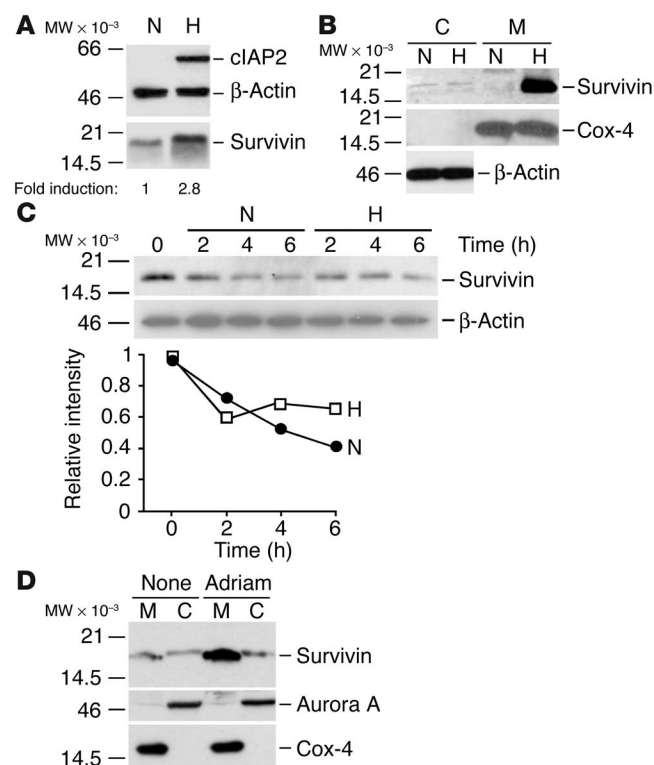 A
MW × 10⁻³ N H
66
cIAP2
46 β-Actin
21
Survivin
14.5
Fold induction: 1 2.8
B
C M
MW × 10⁻³ N H N H
21
Survivin
14.5
21
Cox-4
14.5
46 β-Actin
C
N H
MW × 10⁻³ 0 2 4 6 2 4 6 Time (h)
21
Survivin
14.5
46 β-Actin
Relative intensity
1
0.8
0.6
0.4
0.2
0
H
N
0 2 4 6
Time (h)
D
None Adriam
MW × 10⁻³ M C M C
21
Survivin
14.5
46 Aurora A
Cox-4
14.5